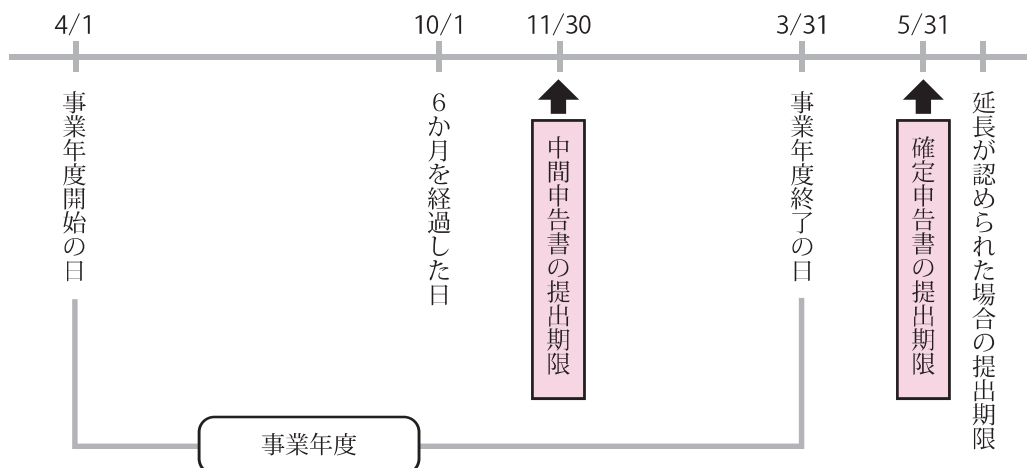 4/1
10/1
11/30
3/31
5/31
事業年度開始の日
6か月を経過した日
中間申告書の提出期限
事業年度終了の日
確定申告書の提出期限
延長が認められた場合の提出期限
事業年度